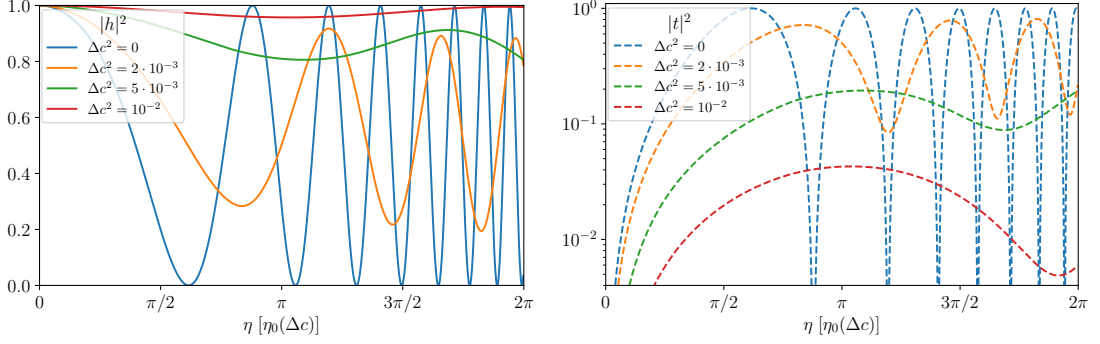 |h|²
Δc² = 0
Δc² = 2 · 10⁻³
Δc² = 5 · 10⁻³
Δc² = 10⁻²
1.0
0.8
0.6
0.4
0.2
0.0
0 π/2 π 3π/2 2π
η [η₀(Δc)]
|t|²
Δc² = 0
Δc² = 2 · 10⁻³
Δc² = 5 · 10⁻³
Δc² = 10⁻²
10⁰
10⁻¹
10⁻²
0 π/2 π 3π/2 2π
η [η₀(Δc)]